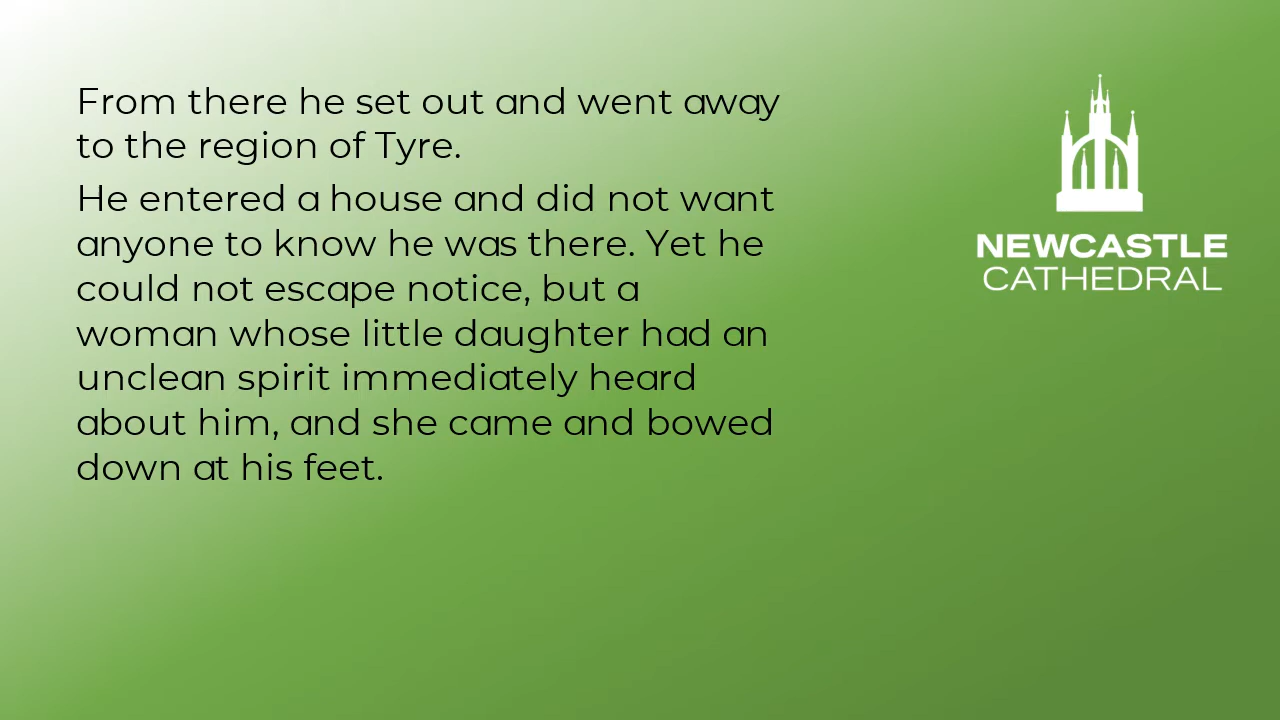 From there he set out and went away
to the region of Tyre.
He entered a house and did not want
anyone to know he was there. Yet he
could not escape notice, but a
woman whose little daughter had an
unclean spirit immediately heard
about him, and she came and bowed
down at his feet.
NEWCASTLE
CATHEDRAL